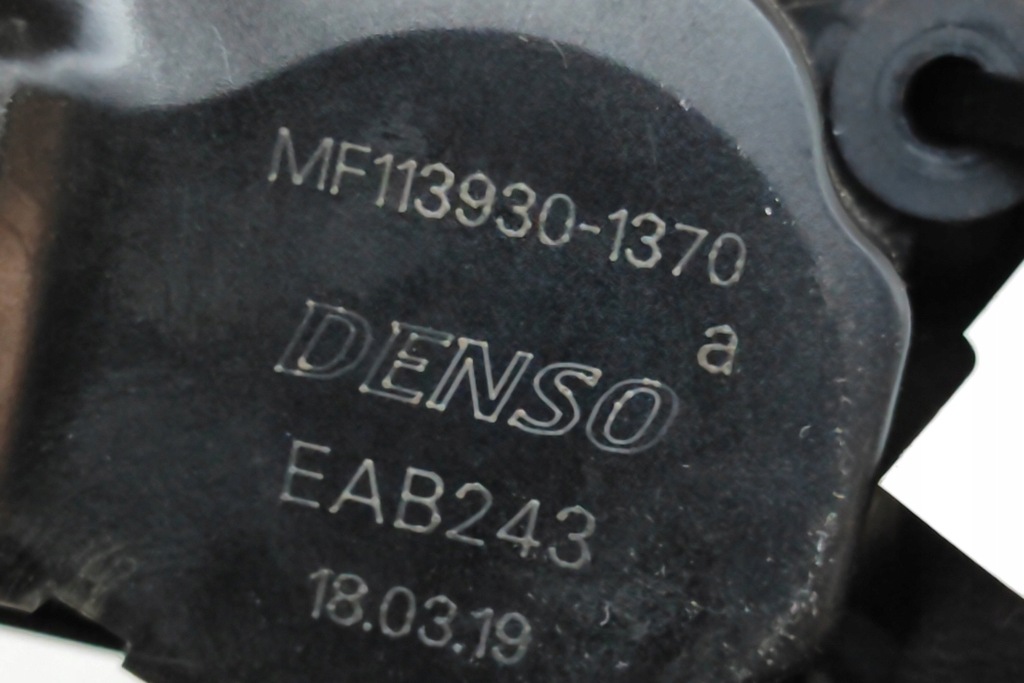 MF113930-1370
a
DENSO
EAB243
18.03.19